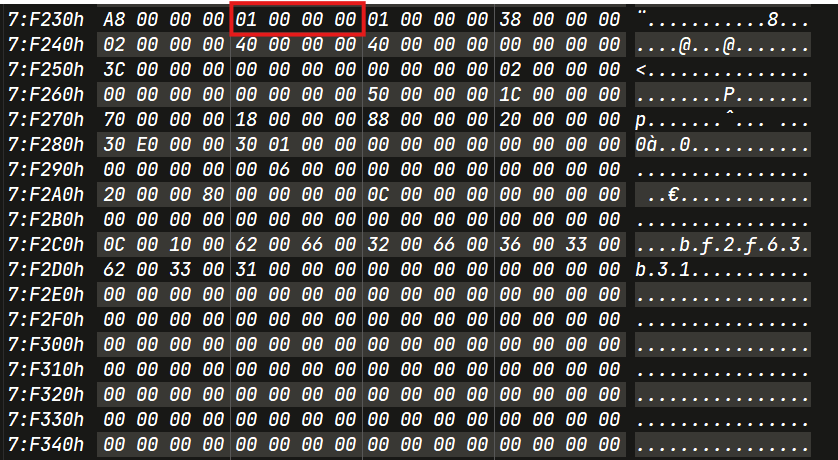 7:F230h A8 00 00 00 01 00 00 00 01 00 00 00 38 00 00 00 ¨...........8...
7:F240h 02 00 00 00 40 00 00 00 40 00 00 00 00 00 00 00 ....@...@.......
7:F250h 3C 00 00 00 00 00 00 00 00 00 00 00 02 00 00 00 <...............
7:F260h 00 00 00 00 00 00 00 00 50 00 00 00 1C 00 00 00 ........P.......
7:F270h 70 00 00 00 18 00 00 00 88 00 00 00 20 00 00 00 p.......ˆ... ...
7:F280h 30 E0 00 00 30 01 00 00 00 00 00 00 00 00 00 00 0à..0...........
7:F290h 00 00 00 00 00 06 00 00 00 00 00 00 00 00 00 00 ................
7:F2A0h 20 00 00 80 00 00 00 00 0C 00 00 00 00 00 00 00  ..€............
7:F2B0h 00 00 00 00 00 00 00 00 00 00 00 00 00 00 00 00 ................
7:F2C0h 0C 00 10 00 62 00 66 00 32 00 66 00 36 00 33 00 ....b.f.2.f.6.3.
7:F2D0h 62 00 33 00 31 00 00 00 00 00 00 00 00 00 00 00 b.3.1...........
7:F2E0h 00 00 00 00 00 00 00 00 00 00 00 00 00 00 00 00 ................
7:F2F0h 00 00 00 00 00 00 00 00 00 00 00 00 00 00 00 00 ................
7:F300h 00 00 00 00 00 00 00 00 00 00 00 00 00 00 00 00 ................
7:F310h 00 00 00 00 00 00 00 00 00 00 00 00 00 00 00 00 ................
7:F320h 00 00 00 00 00 00 00 00 00 00 00 00 00 00 00 00 ................
7:F330h 00 00 00 00 00 00 00 00 00 00 00 00 00 00 00 00 ................
7:F340h 00 00 00 00 00 00 00 00 00 00 00 00 00 00 00 00 ................